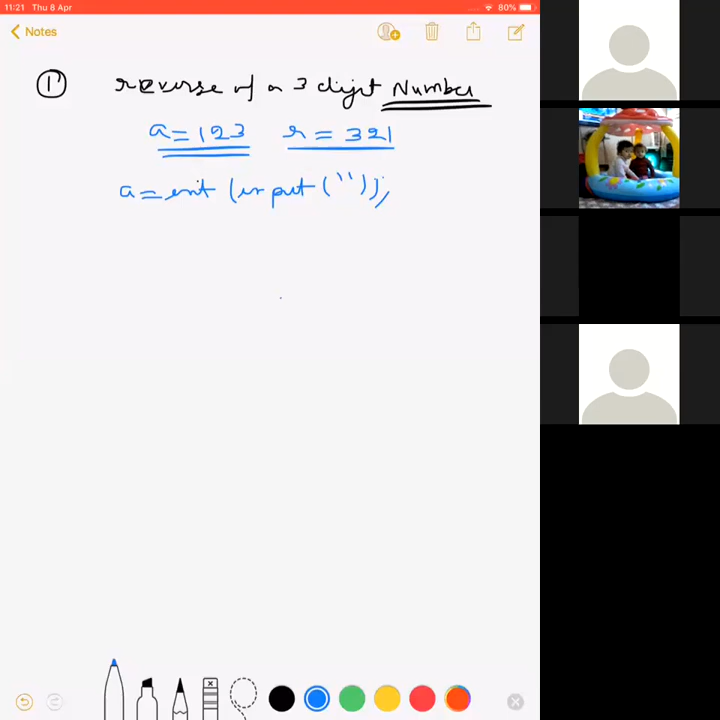 11:21 Thu 8 Apr 80%
Notes
1 reverse of a 3 digit Number
a = 123 r = 321
a = int (input (" "));